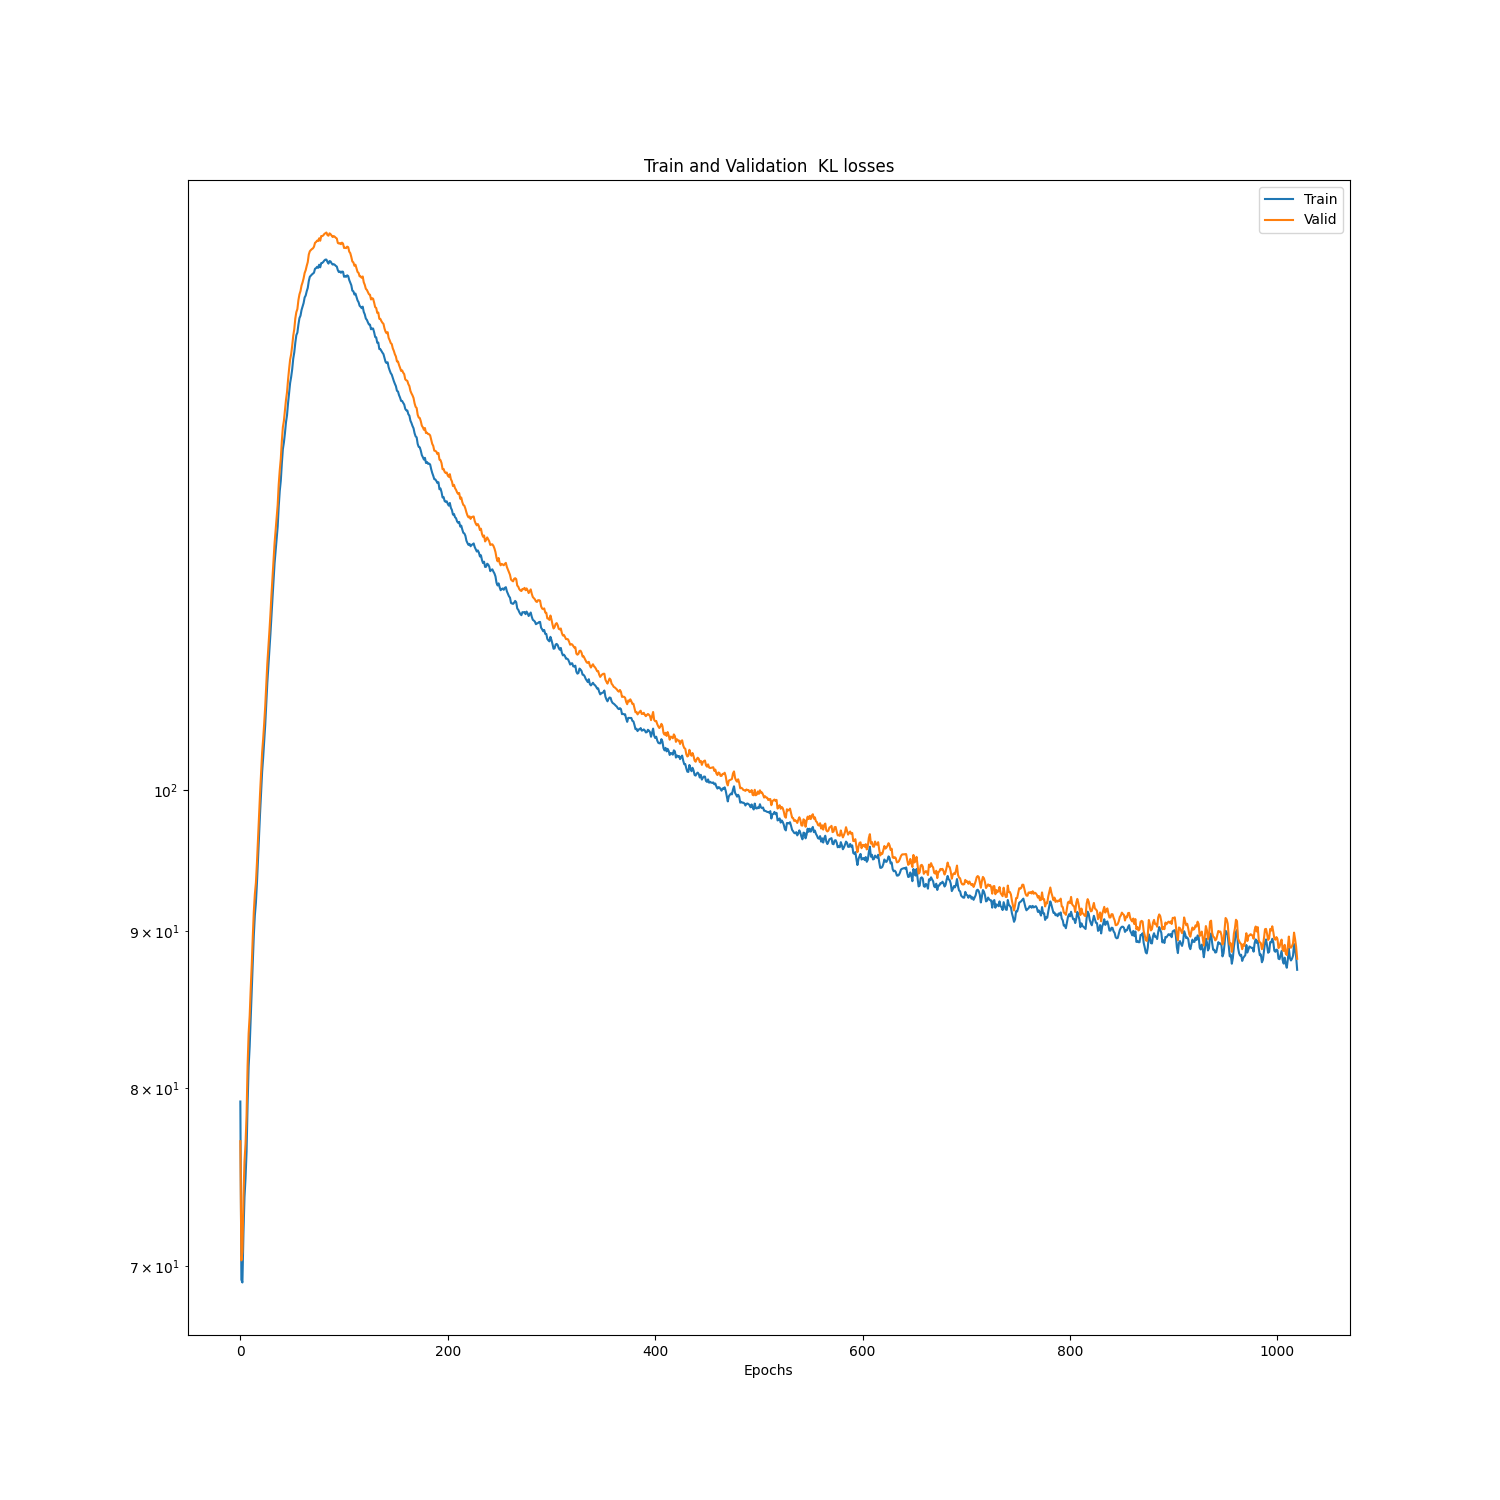 Train and Validation  KL losses
Train
Valid
10²
9 × 10¹
8 × 10¹
7 × 10¹
0 200 400 600 800 1000
Epochs